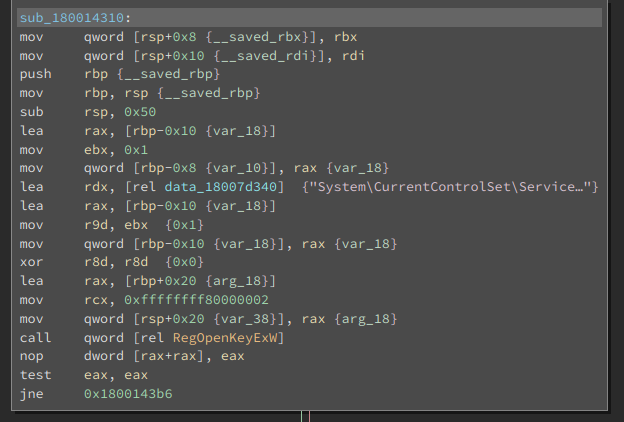 sub_180014310:
mov     qword [rsp+0x8 {__saved_rbx}], rbx
mov     qword [rsp+0x10 {__saved_rdi}], rdi
push    rbp {__saved_rbp}
mov     rbp, rsp {__saved_rbp}
sub     rsp, 0x50
lea     rax, [rbp-0x10 {var_18}]
mov     ebx, 0x1
mov     qword [rbp-0x8 {var_10}], rax {var_18}
lea     rdx, [rel data_18007d340]  {"System\CurrentControlSet\Service…"}
lea     rax, [rbp-0x10 {var_18}]
mov     r9d, ebx  {0x1}
mov     qword [rbp-0x10 {var_18}], rax {var_18}
xor     r8d, r8d  {0x0}
lea     rax, [rbp+0x20 {arg_18}]
mov     rcx, 0xffffffff80000002
mov     qword [rsp+0x20 {var_38}], rax {arg_18}
call    qword [rel RegOpenKeyExW]
nop     dword [rax+rax], eax
test    eax, eax
jne     0x1800143b6